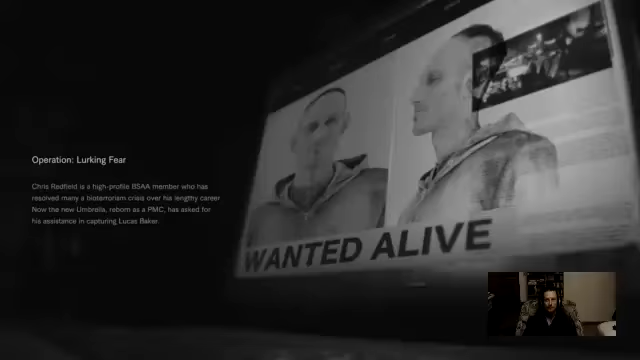 Operation: Lurking Fear
Chris Redfield is a high-profile BSAA member who has
resolved many a bioterrorism crisis over his lengthy career
Now the new Umbrella, reborn as a PMC, has asked for
his assistance in capturing Lucas Baker.
WANTED ALIVE